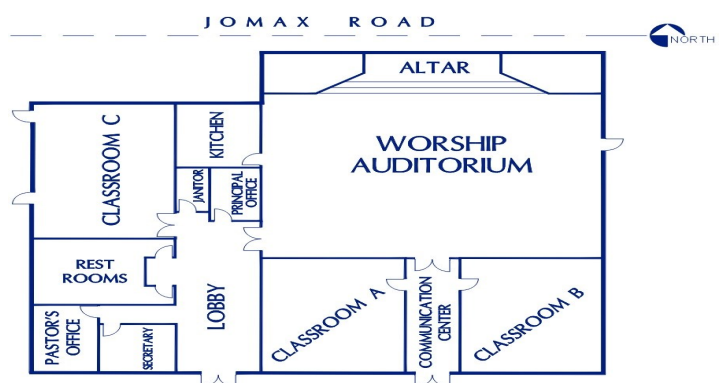 JOMAX ROAD
NORTH
ALTAR
WORSHIP
AUDITORIUM
KITCHEN
CLASSROOM C
JANITOR
PRINCIPAL
OFFICE
REST
ROOMS
LOBBY
PASTOR'S
OFFICE
SECRETARY
CLASSROOM A
COMMUNICATION
CENTER
CLASSROOM B